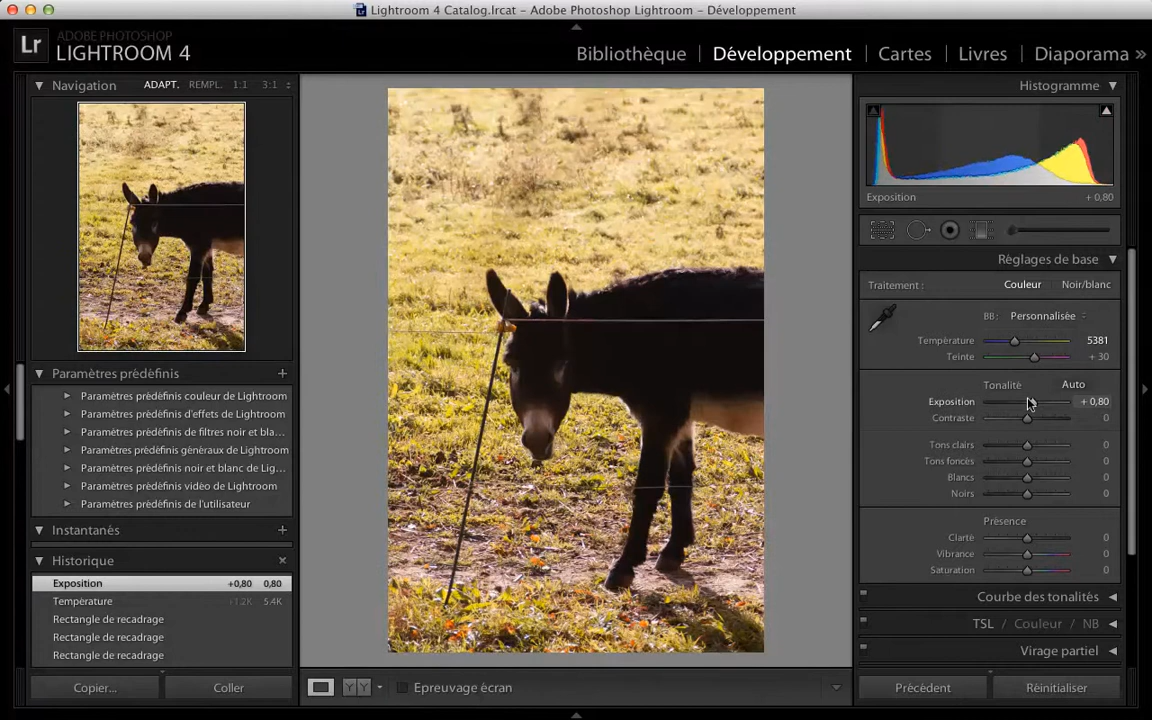 Lightroom 4 Catalog.lrcat – Adobe Photoshop Lightroom – Développement
Lr ADOBE PHOTOSHOP
LIGHTROOM 4
Bibliothèque | Développement | Cartes | Livres | Diaporama »
Navigation ADAPT. REMPL. 1:1 3:1
Paramètres prédéfinis +
Paramètres prédéfinis couleur de Lightroom
Paramètres prédéfinis d'effets de Lightroom
Paramètres prédéfinis de filtres noir et bla...
Paramètres prédéfinis généraux de Lightroom
Paramètres prédéfinis noir et blanc de Lig...
Paramètres prédéfinis vidéo de Lightroom
Paramètres prédéfinis de l'utilisateur
Instantanés +
Historique ×
Exposition +0,80 0,80
Température +1.2K 5.4K
Rectangle de recadrage
Rectangle de recadrage
Rectangle de recadrage
Copier... Coller
YY Epreuvage écran
Histogramme
Exposition + 0,80
Réglages de base
Traitement : Couleur Noir/blanc
BB: Personnalisée
Température 5381
Teinte + 30
Tonalité Auto
Exposition + 0,80
Contraste 0
Tons clairs 0
Tons foncés 0
Blancs 0
Noirs 0
Présence
Clarté 0
Vibrance 0
Saturation 0
Courbe des tonalités
TSL / Couleur / NB
Virage partiel
Précédent Réinitialiser